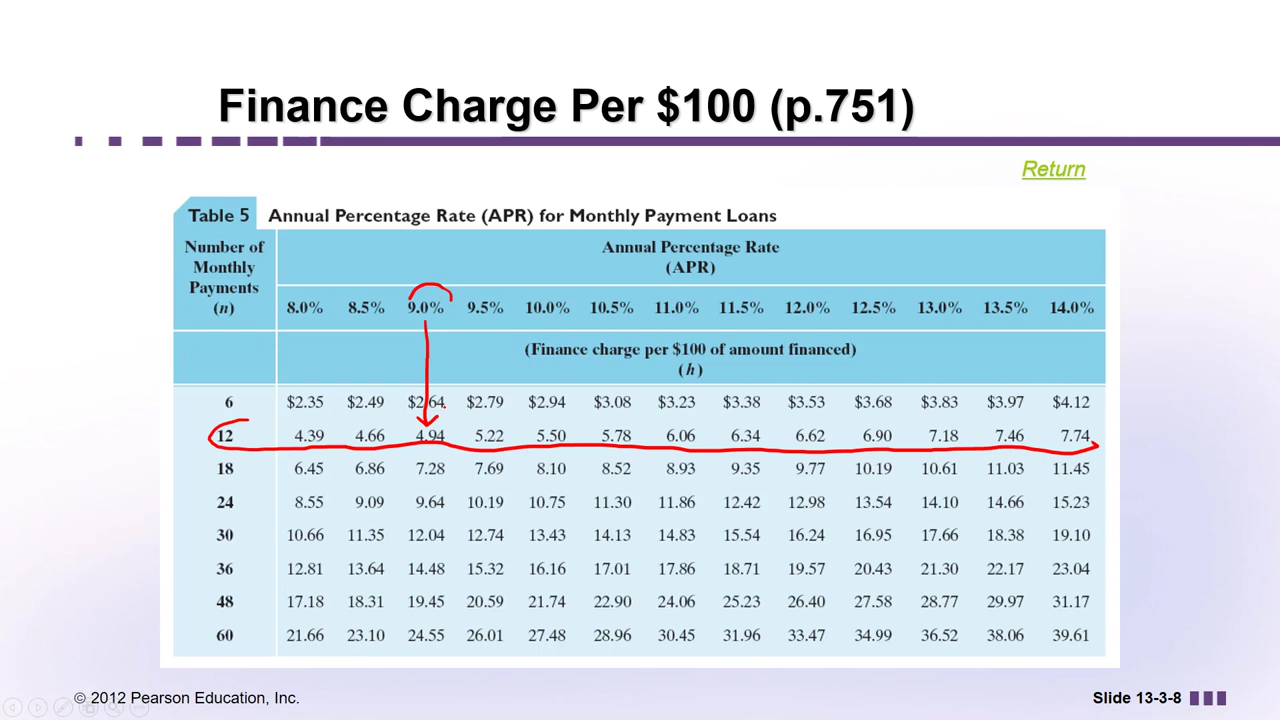 Finance Charge Per $100 (p.751)
Return
Table 5 Annual Percentage Rate (APR) for Monthly Payment Loans
Number of
Monthly
Payments
(n)
Annual Percentage Rate
(APR)
8.0% 8.5% 9.0% 9.5% 10.0% 10.5% 11.0% 11.5% 12.0% 12.5% 13.0% 13.5% 14.0%
(Finance charge per $100 of amount financed)
(h)
6 $2.35 $2.49 $2.64 $2.79 $2.94 $3.08 $3.23 $3.38 $3.53 $3.68 $3.83 $3.97 $4.12
12 4.39 4.66 4.94 5.22 5.50 5.78 6.06 6.34 6.62 6.90 7.18 7.46 7.74
18 6.45 6.86 7.28 7.69 8.10 8.52 8.93 9.35 9.77 10.19 10.61 11.03 11.45
24 8.55 9.09 9.64 10.19 10.75 11.30 11.86 12.42 12.98 13.54 14.10 14.66 15.23
30 10.66 11.35 12.04 12.74 13.43 14.13 14.83 15.54 16.24 16.95 17.66 18.38 19.10
36 12.81 13.64 14.48 15.32 16.16 17.01 17.86 18.71 19.57 20.43 21.30 22.17 23.04
48 17.18 18.31 19.45 20.59 21.74 22.90 24.06 25.23 26.40 27.58 28.77 29.97 31.17
60 21.66 23.10 24.55 26.01 27.48 28.96 30.45 31.96 33.47 34.99 36.52 38.06 39.61
© 2012 Pearson Education, Inc.
Slide 13-3-8